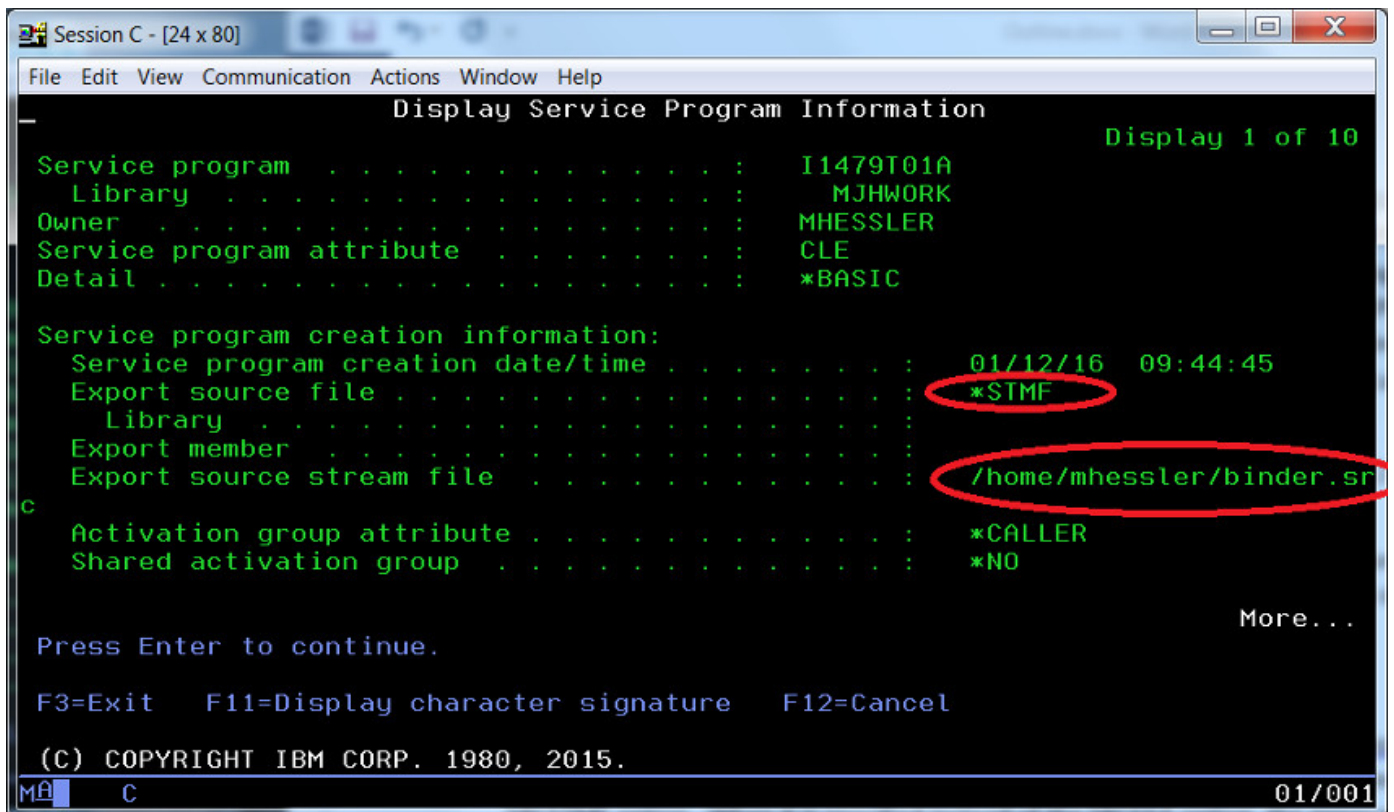 Session C - [24 x 80]
File Edit View Communication Actions Window Help
Display Service Program Information
Display 1 of 10
Service program . . . . . . . . . . . . : I1479T01A
Library . . . . . . . . . . . . . . . : MJHWORK
Owner . . . . . . . . . . . . . . . . . : MHESSLER
Service program attribute . . . . . . . : CLE
Detail . . . . . . . . . . . . . . . . . : *BASIC
Service program creation information:
Service program creation date/time . . . . . . . : 01/12/16 09:44:45
Export source file . . . . . . . . . . . . . . . : *STMF
Library . . . . . . . . . . . . . . . . . . . :
Export member . . . . . . . . . . . . . . . . . :
Export source stream file . . . . . . . . . . . : /home/mhessler/binder.sr
c
Activation group attribute . . . . . . . . . . . : *CALLER
Shared activation group . . . . . . . . . . . . : *NO
More...
Press Enter to continue.
F3=Exit F11=Display character signature F12=Cancel
(C) COPYRIGHT IBM CORP. 1980, 2015.
MA C 01/001